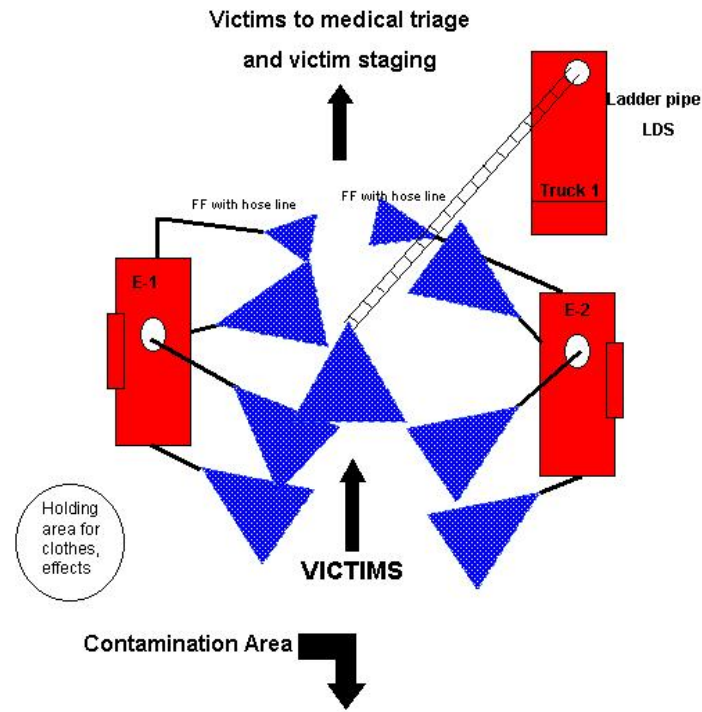 Victims to medical triage
and victim staging
Ladder pipe
LDS
Truck 1
FF with hose line
FF with hose line
E-1
E-2
Holding
area for
clothes,
effects
VICTIMS
Contamination Area